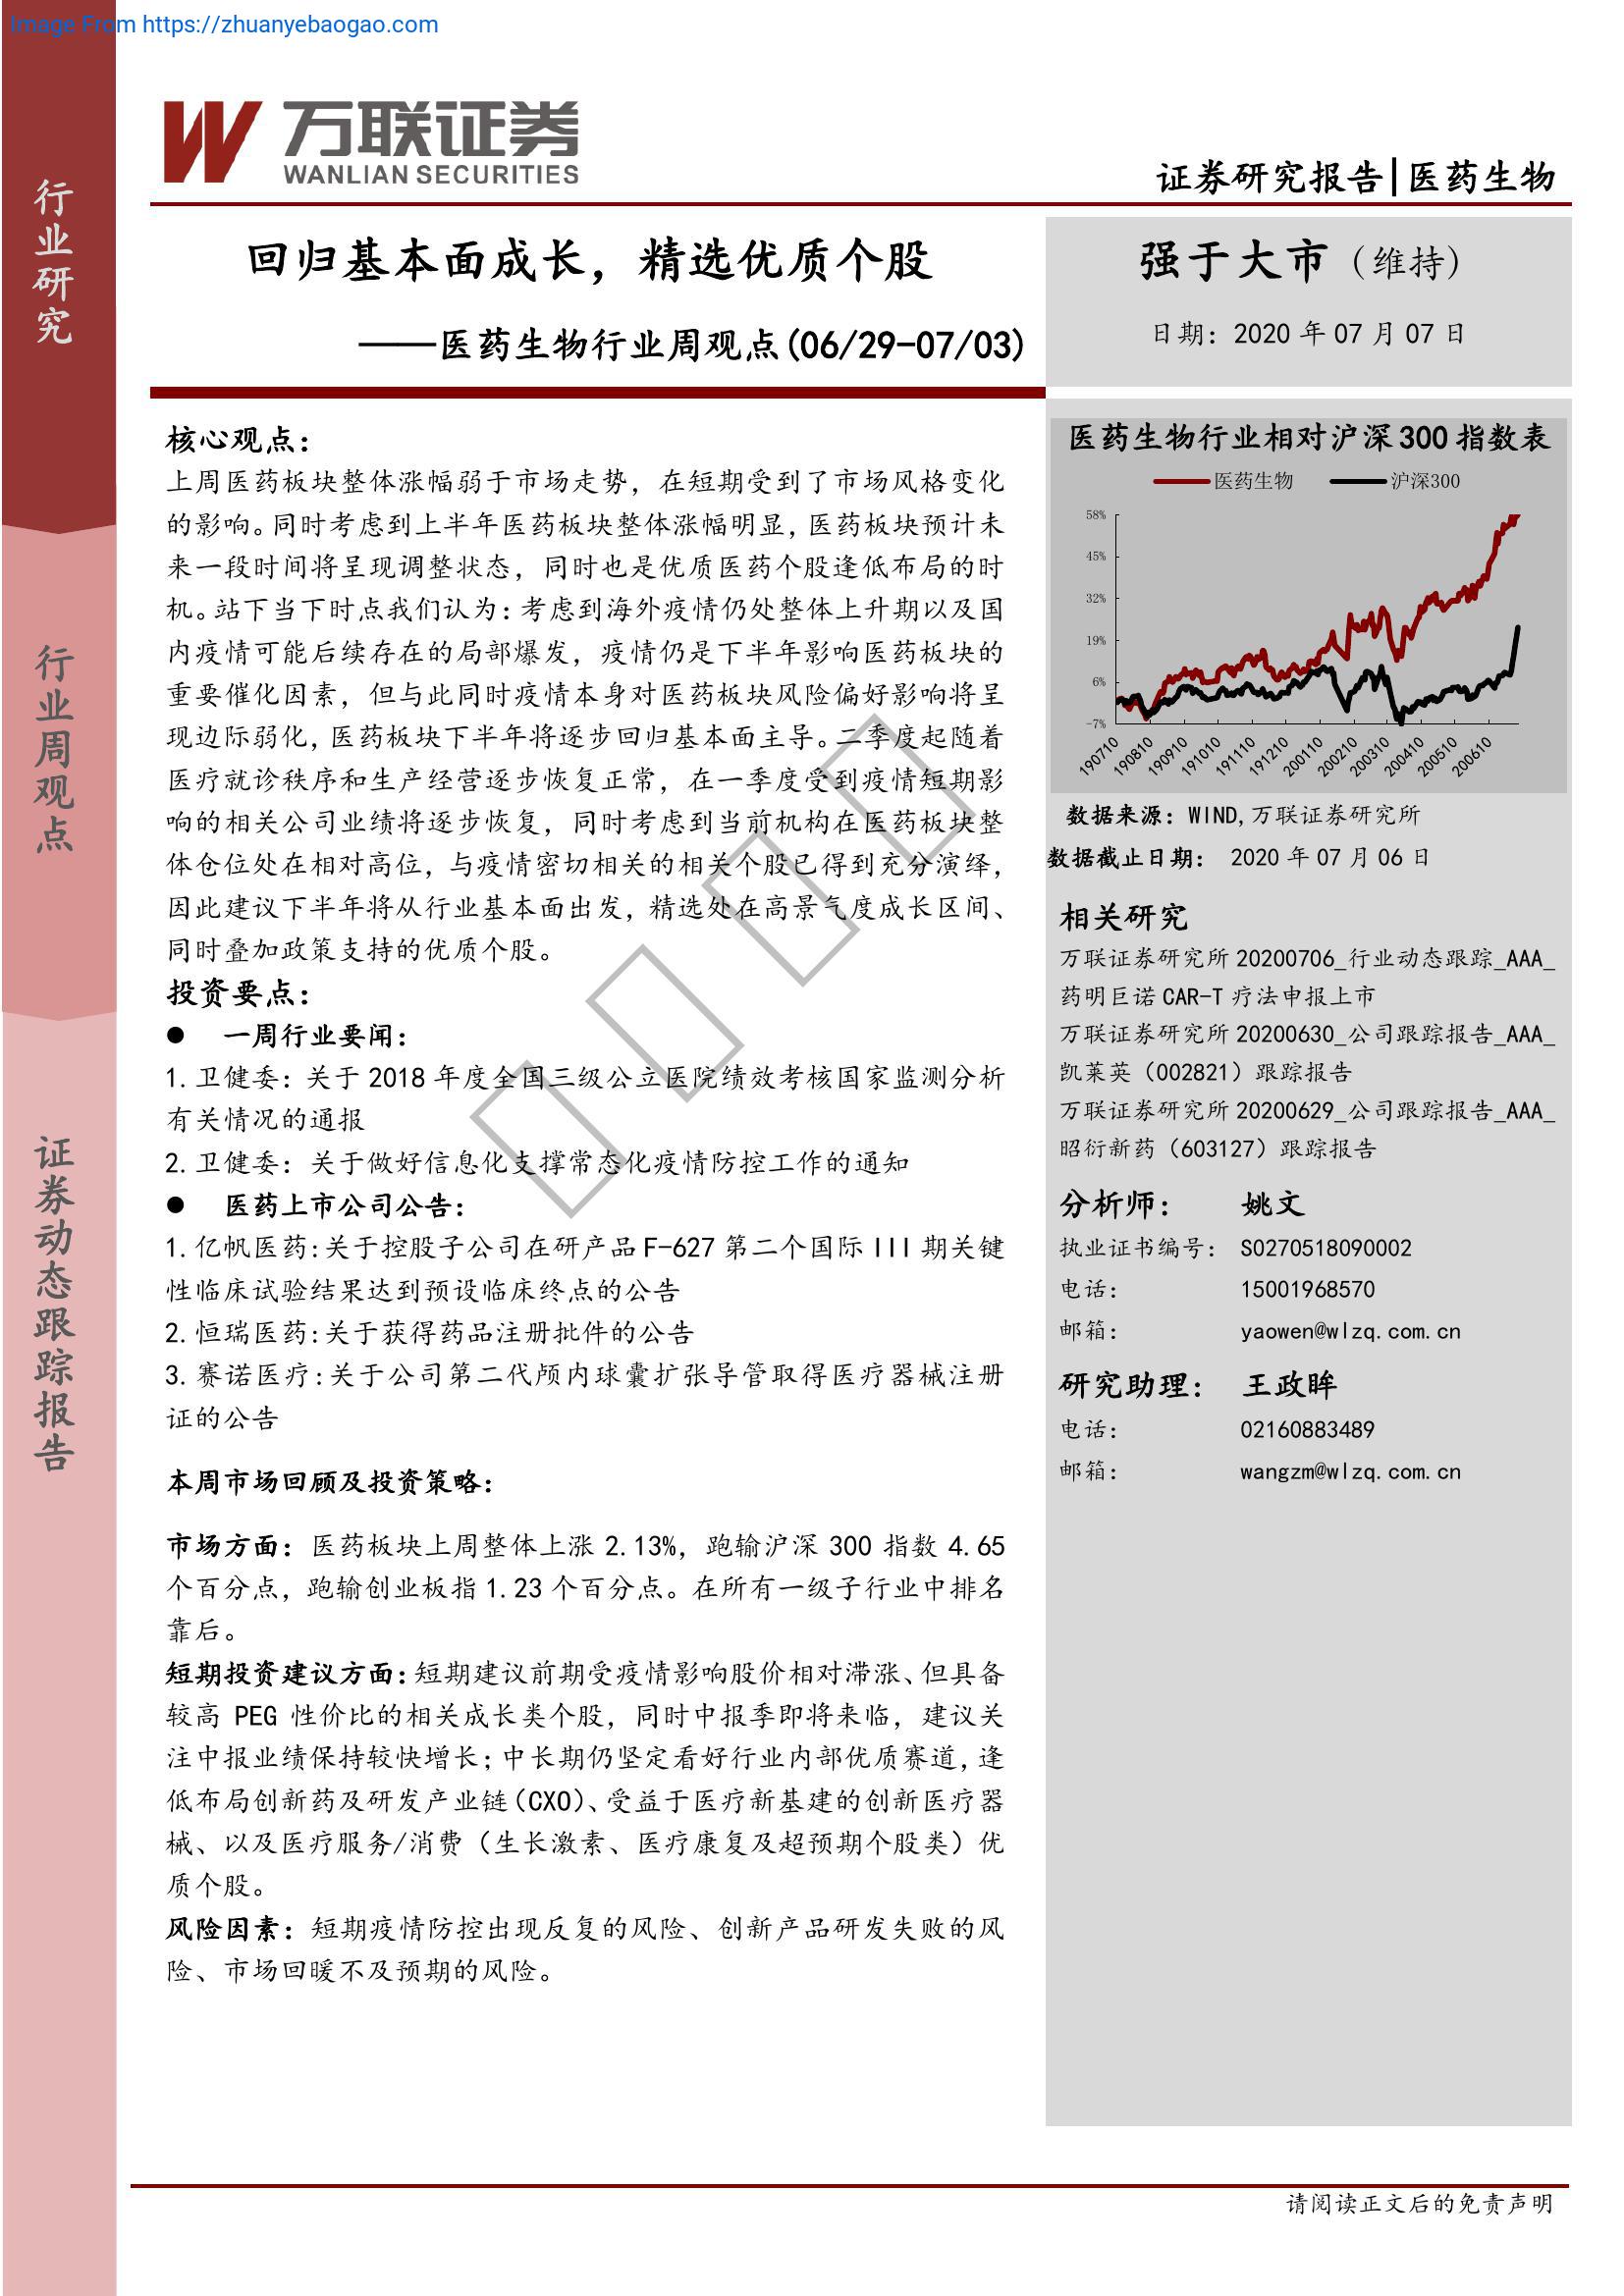 Image From https://zhuanyebaogao.com
万联证券
WANLIAN SECURITIES
证券研究报告|医药生物
行业研究
行业周观点
证券动态跟踪报告
回归基本面成长，精选优质个股
——医药生物行业周观点(06/29-07/03)
强于大市（维持）
日期：2020年07月07日
核心观点：
上周医药板块整体涨幅弱于市场走势，在短期受到了市场风格变化
的影响。同时考虑到上半年医药板块整体涨幅明显，医药板块预计未
来一段时间将呈现调整状态，同时也是优质医药个股逢低布局的时
机。站下当下时点我们认为：考虑到海外疫情仍处整体上升期以及国
内疫情可能后续存在的局部爆发，疫情仍是下半年影响医药板块的
重要催化因素，但与此同时疫情本身对医药板块风险偏好影响将呈
现边际弱化，医药板块下半年将逐步回归基本面主导。二季度起随着
医疗就诊秩序和生产经营逐步恢复正常，在一季度受到疫情短期影
响的相关公司业绩将逐步恢复，同时考虑到当前机构在医药板块整
体仓位处在相对高位，与疫情密切相关的相关个股已得到充分演绎，
因此建议下半年将从行业基本面出发，精选处在高景气度成长区间、
同时叠加政策支持的优质个股。
投资要点：
● 一周行业要闻：
1.卫健委：关于2018年度全国三级公立医院绩效考核国家监测分析
有关情况的通报
2.卫健委：关于做好信息化支撑常态化疫情防控工作的通知
● 医药上市公司公告：
1.亿帆医药:关于控股子公司在研产品F-627第二个国际III期关键
性临床试验结果达到预设临床终点的公告
2.恒瑞医药:关于获得药品注册批件的公告
3.赛诺医疗:关于公司第二代颅内球囊扩张导管取得医疗器械注册
证的公告
本周市场回顾及投资策略：
市场方面：医药板块上周整体上涨2.13%，跑输沪深300指数4.65
个百分点，跑输创业板指1.23个百分点。在所有一级子行业中排名
靠后。
短期投资建议方面：短期建议前期受疫情影响股价相对滞涨、但具备
较高PEG性价比的相关成长类个股，同时中报季即将来临，建议关
注中报业绩保持较快增长；中长期仍坚定看好行业内部优质赛道，逢
低布局创新药及研发产业链（CXO）、受益于医疗新基建的创新医疗器
械、以及医疗服务/消费（生长激素、医疗康复及超预期个股类）优
质个股。
风险因素：短期疫情防控出现反复的风险、创新产品研发失败的风
险、市场回暖不及预期的风险。
医药生物行业相对沪深300指数表
医药生物 沪深300
58%
45%
32%
19%
6%
-7%
190710 190810 190910 191010 191110 191210 200110 200210 200310 200410 200510 200610
数据来源：WIND,万联证券研究所
数据截止日期： 2020年07月06日
相关研究
万联证券研究所20200706_行业动态跟踪_AAA_
药明巨诺CAR-T疗法申报上市
万联证券研究所20200630_公司跟踪报告_AAA_
凯莱英（002821）跟踪报告
万联证券研究所20200629_公司跟踪报告_AAA_
昭衍新药（603127）跟踪报告
分析师： 姚文
执业证书编号： S0270518090002
电话： 15001968570
邮箱： yaowen@wlzq.com.cn
研究助理： 王政眸
电话： 02160883489
邮箱： wangzm@wlzq.com.cn
请阅读正文后的免责声明